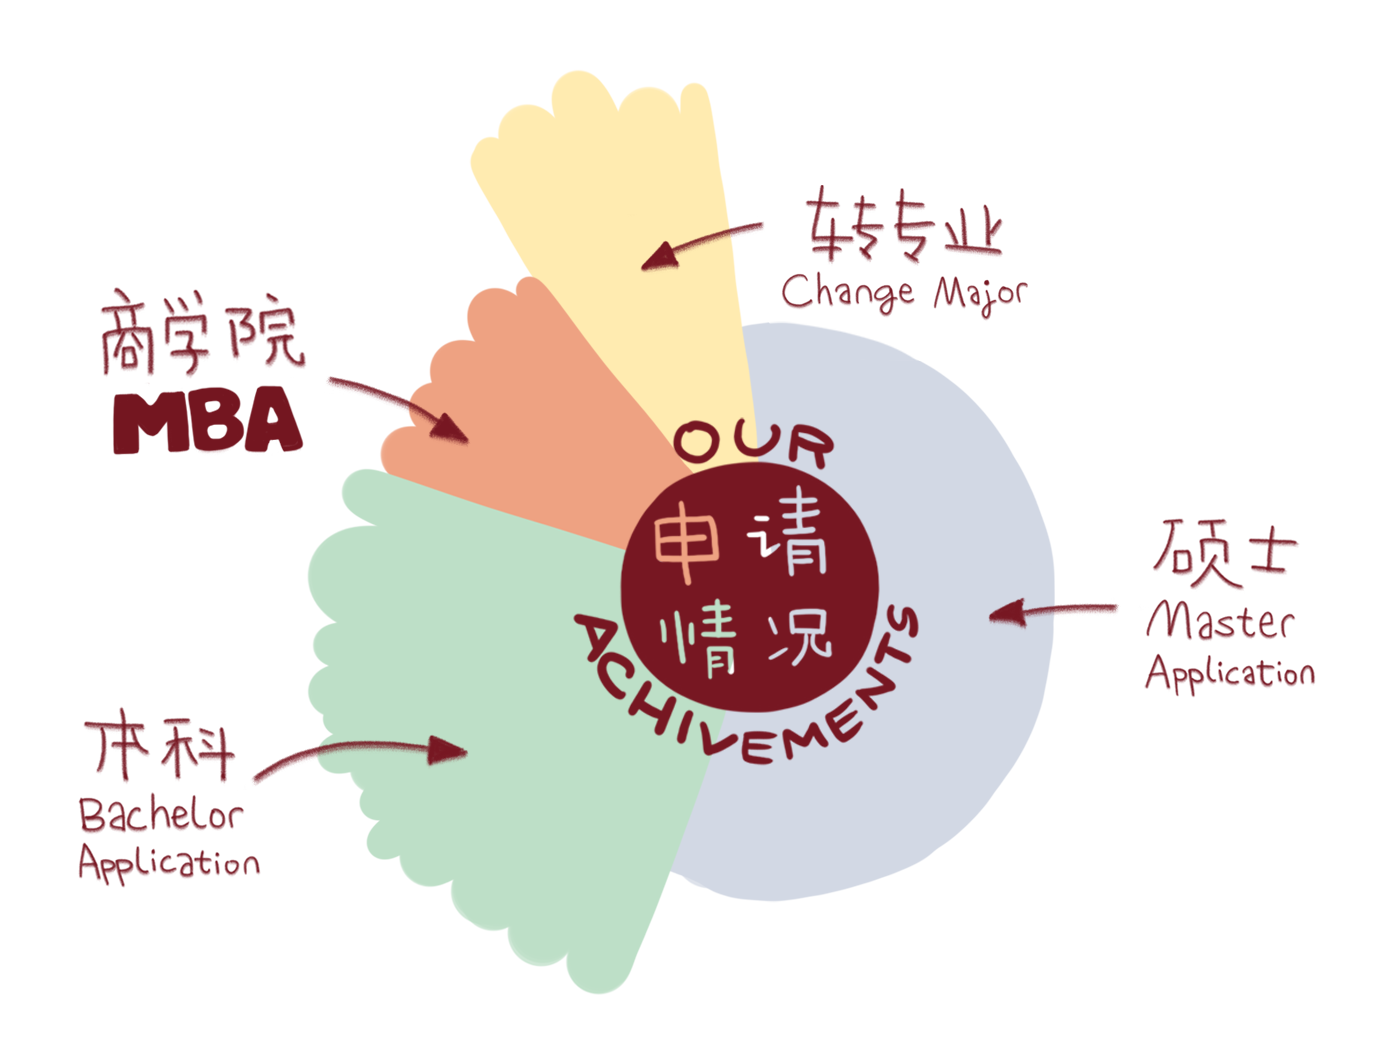 转专业
Change Major
商学院
MBA
OUR
申请
情况
ACHIVEMENTS
硕士
Master
Application
本科
Bachelor
Application